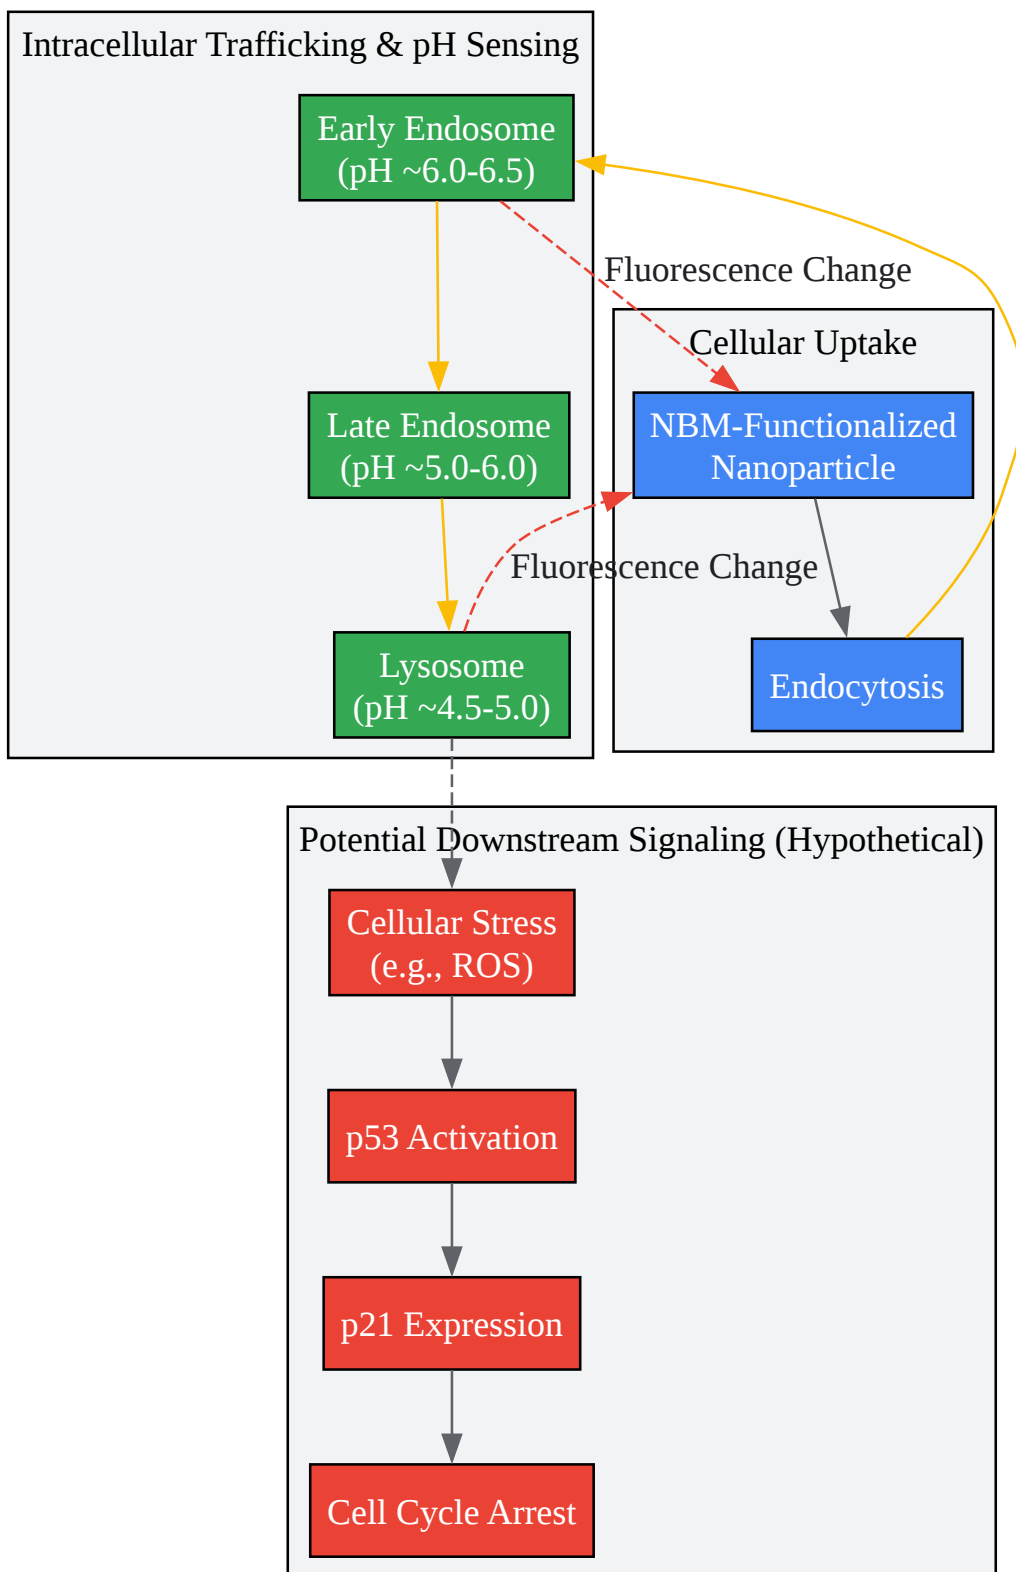 Intracellular Trafficking & pH Sensing
Early Endosome
(pH ~6.0-6.5)
Fluorescence Change
Cellular Uptake
Late Endosome
(pH ~5.0-6.0)
NBM-Functionalized
Nanoparticle
Fluorescence Change
Lysosome
(pH ~4.5-5.0)
Endocytosis
Potential Downstream Signaling (Hypothetical)
Cellular Stress
(e.g., ROS)
p53 Activation
p21 Expression
Cell Cycle Arrest